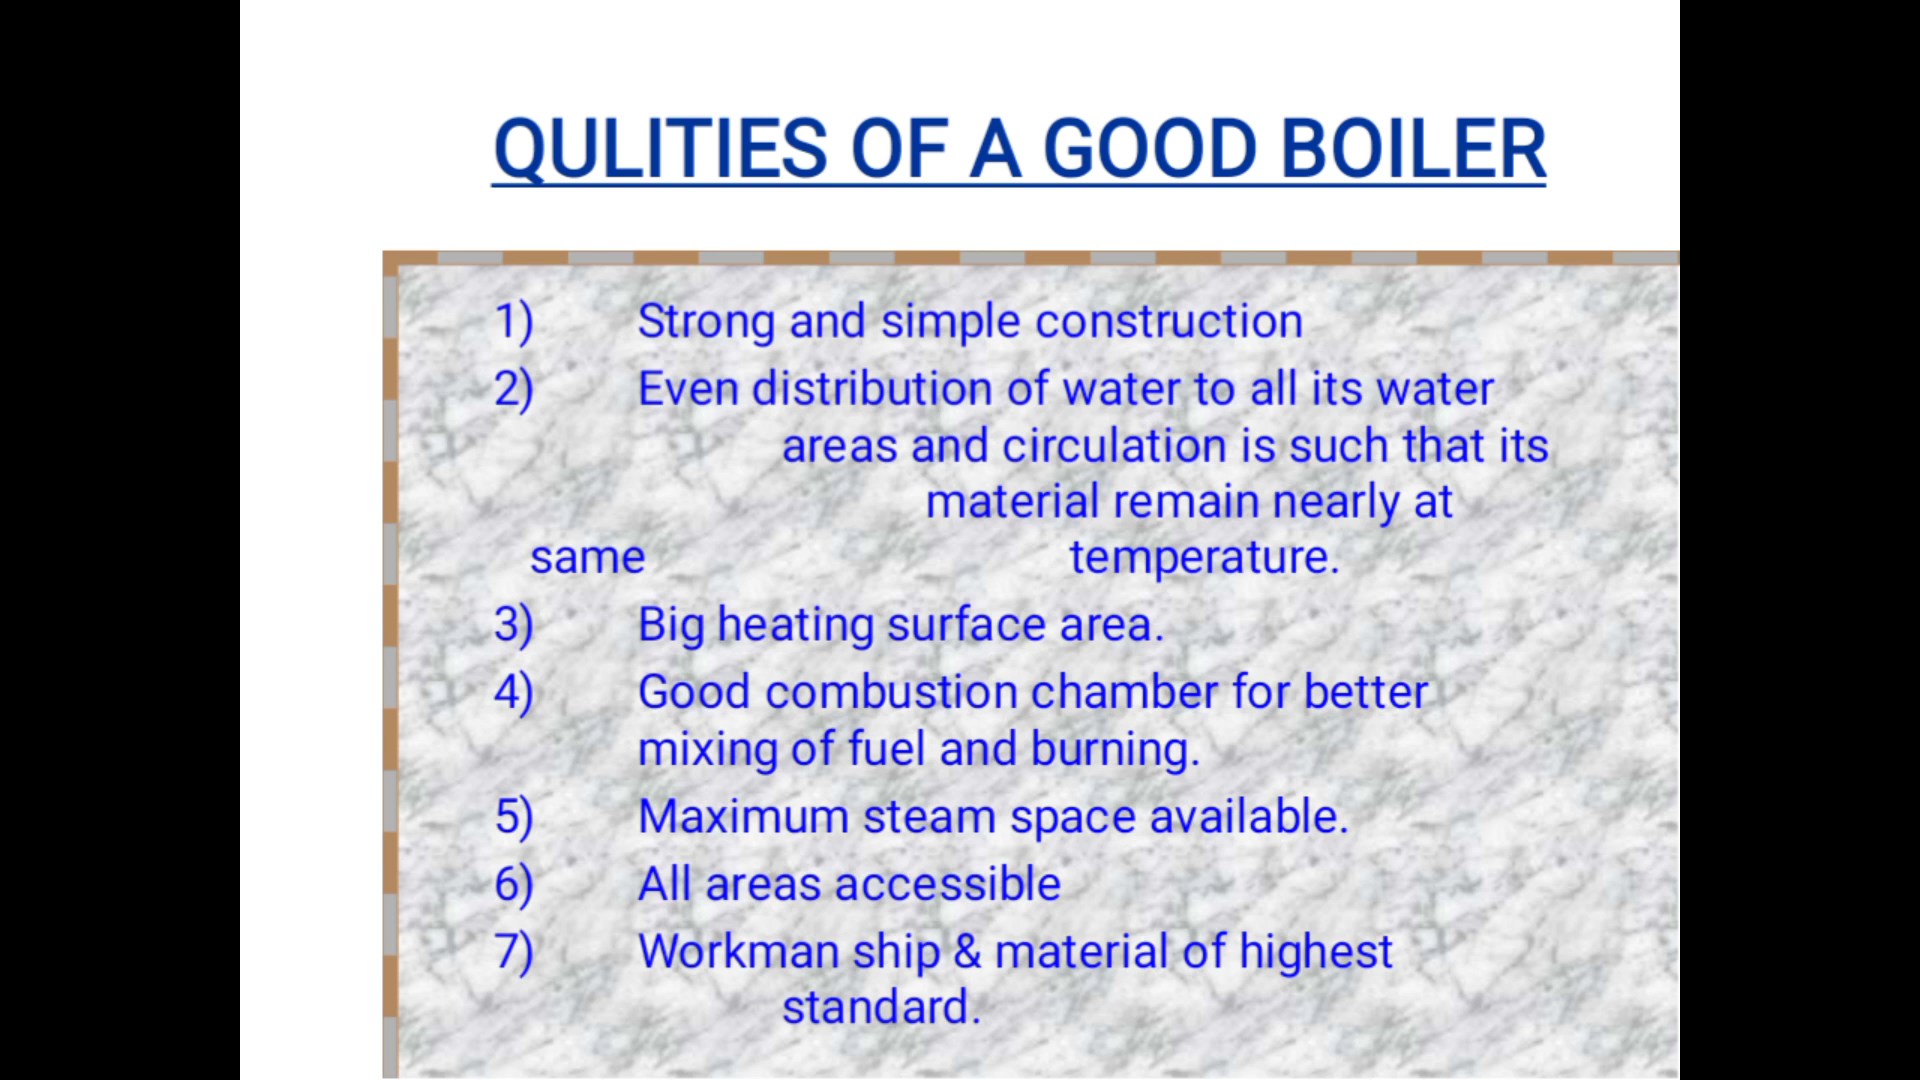 QULITIES OF A GOOD BOILER
1) Strong and simple construction
2) Even distribution of water to all its water
areas and circulation is such that its
material remain nearly at
same temperature.
3) Big heating surface area.
4) Good combustion chamber for better
mixing of fuel and burning.
5) Maximum steam space available.
6) All areas accessible
7) Workman ship & material of highest
standard.